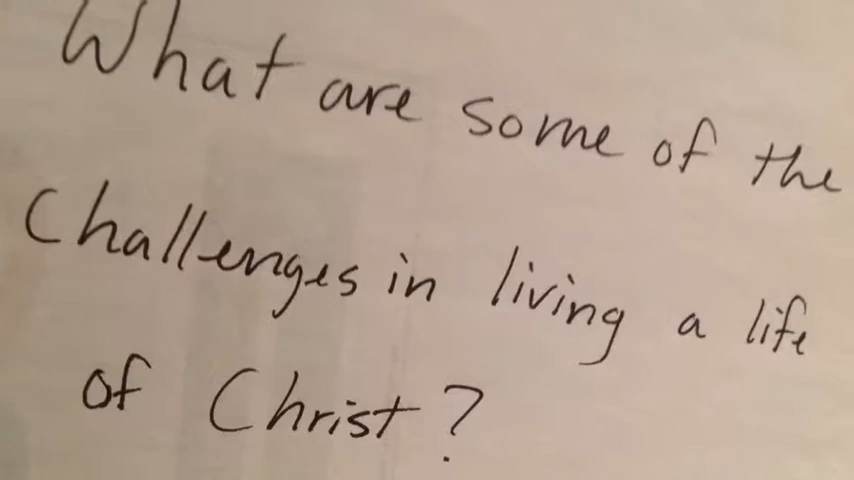 What are some of the
Challenges in living a life
of Christ?